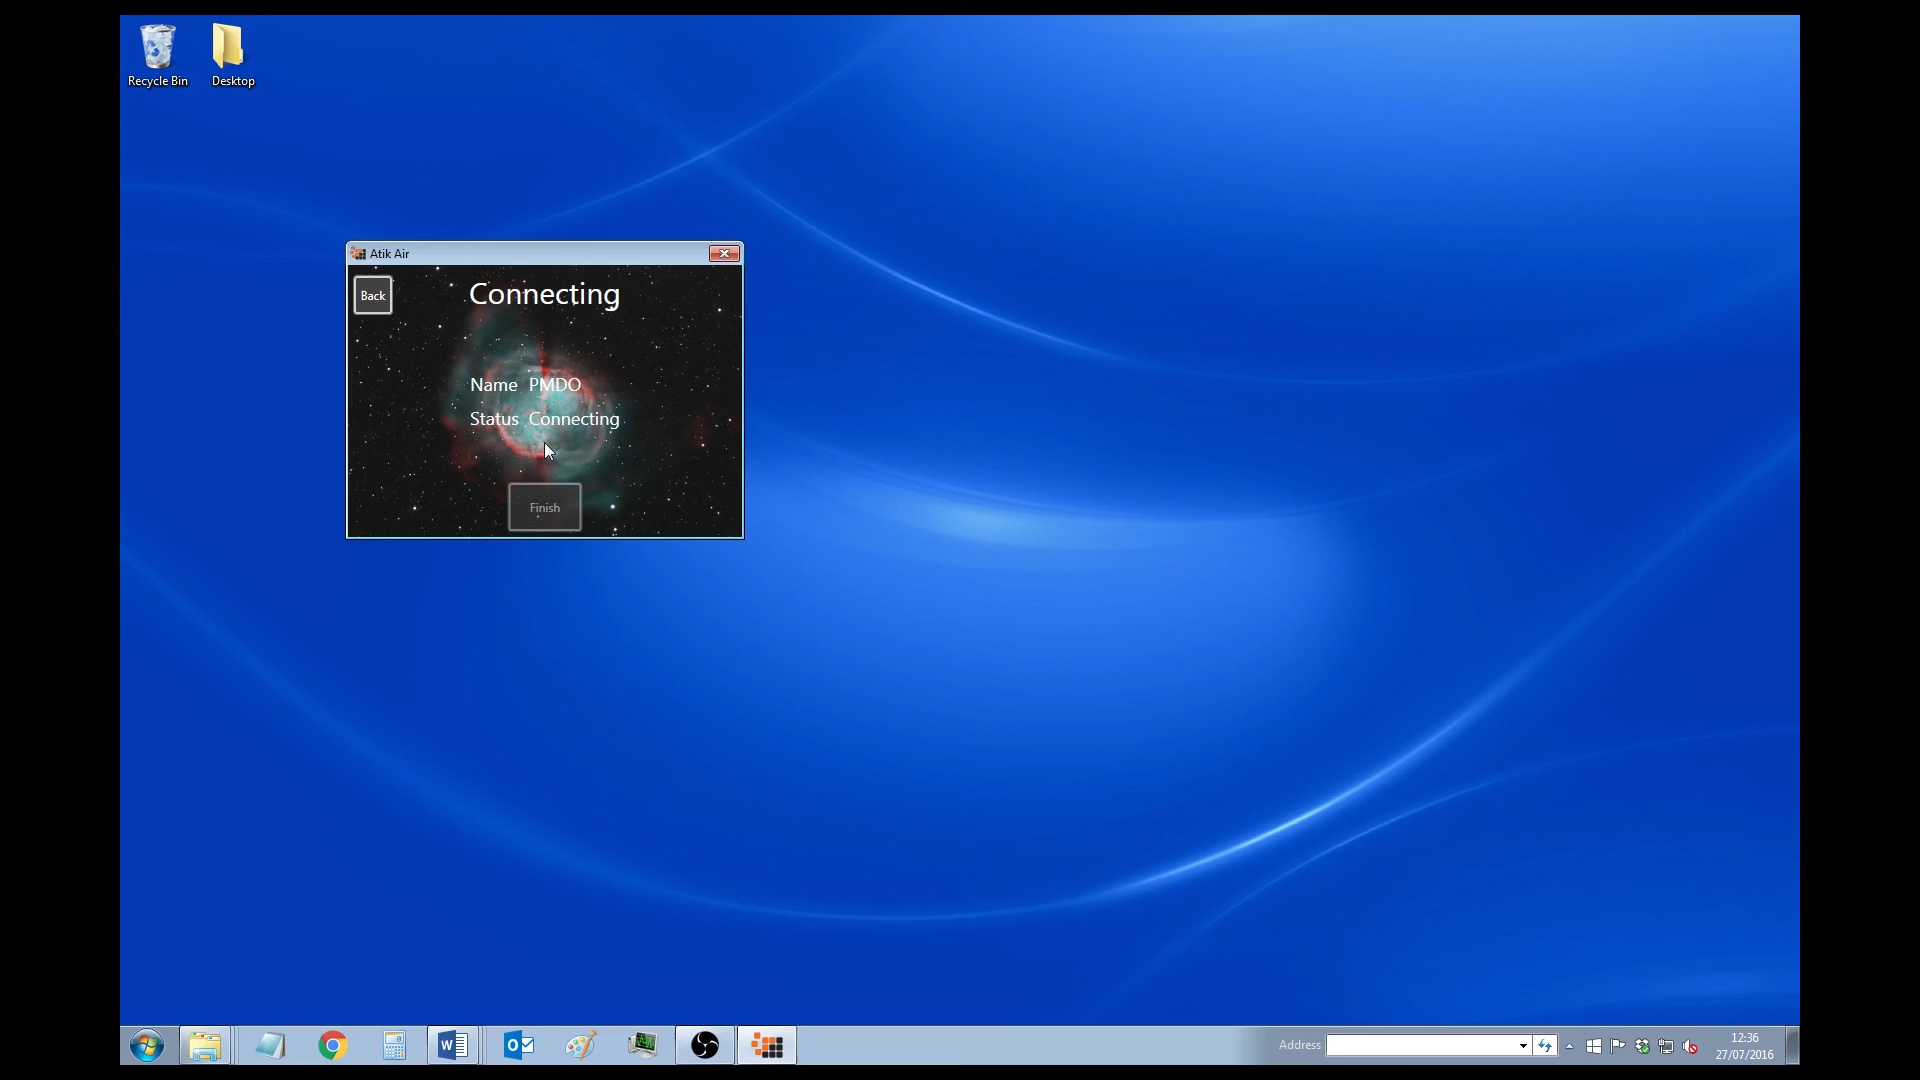 Recycle Bin
Desktop
Atik Air
Back
Connecting
Name PMDO
Status Connecting
Finish
Address
12:36
27/07/2016